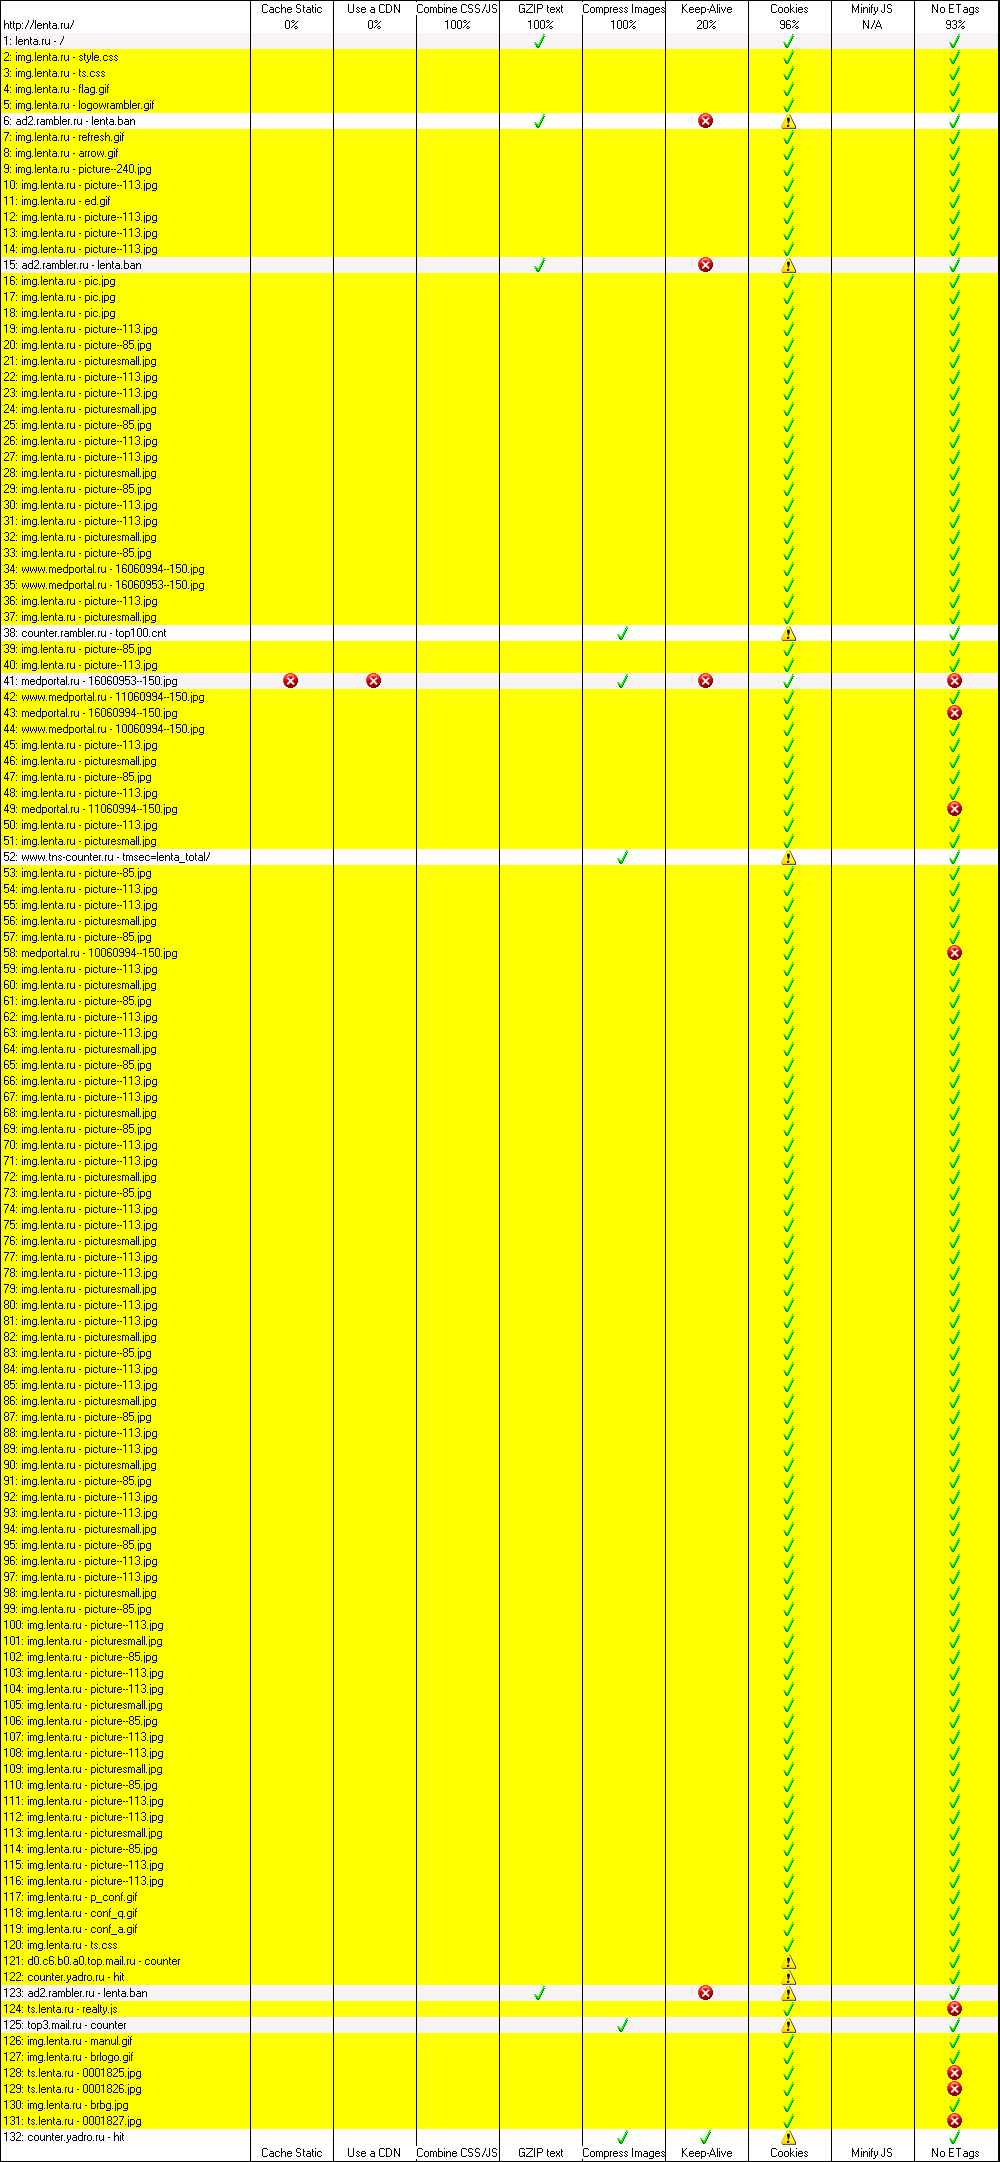 Cache Static Use a CDN Combine CSS/JS GZIP text Compress Images Keep-Alive Cookies Minify JS No ETags
http://lenta.ru/ 0% 0% 100% 100% 100% 20% 96% N/A 93%
1: lenta.ru - /
2: img.lenta.ru - style.css
3: img.lenta.ru - ts.css
4: img.lenta.ru - flag.gif
5: img.lenta.ru - logowrambler.gif
6: ad2.rambler.ru - lenta.ban
7: img.lenta.ru - refresh.gif
8: img.lenta.ru - arrow.gif
9: img.lenta.ru - picture--240.jpg
10: img.lenta.ru - picture--113.jpg
11: img.lenta.ru - ed.gif
12: img.lenta.ru - picture--113.jpg
13: img.lenta.ru - picture--113.jpg
14: img.lenta.ru - picture--113.jpg
15: ad2.rambler.ru - lenta.ban
16: img.lenta.ru - pic.jpg
17: img.lenta.ru - pic.jpg
18: img.lenta.ru - pic.jpg
19: img.lenta.ru - picture--113.jpg
20: img.lenta.ru - picture--85.jpg
21: img.lenta.ru - picturesmall.jpg
22: img.lenta.ru - picture--113.jpg
23: img.lenta.ru - picture--113.jpg
24: img.lenta.ru - picturesmall.jpg
25: img.lenta.ru - picture--85.jpg
26: img.lenta.ru - picture--113.jpg
27: img.lenta.ru - picture--113.jpg
28: img.lenta.ru - picturesmall.jpg
29: img.lenta.ru - picture--85.jpg
30: img.lenta.ru - picture--113.jpg
31: img.lenta.ru - picture--113.jpg
32: img.lenta.ru - picturesmall.jpg
33: img.lenta.ru - picture--85.jpg
34: www.medportal.ru - 16060994--150.jpg
35: www.medportal.ru - 16060953--150.jpg
36: img.lenta.ru - picture--113.jpg
37: img.lenta.ru - picturesmall.jpg
38: counter.rambler.ru - top100.cnt
39: img.lenta.ru - picture--85.jpg
40: img.lenta.ru - picture--113.jpg
41: medportal.ru - 16060953--150.jpg
42: www.medportal.ru - 11060994--150.jpg
43: medportal.ru - 16060994--150.jpg
44: www.medportal.ru - 10060994--150.jpg
45: img.lenta.ru - picture--113.jpg
46: img.lenta.ru - picturesmall.jpg
47: img.lenta.ru - picture--85.jpg
48: img.lenta.ru - picture--113.jpg
49: medportal.ru - 11060994--150.jpg
50: img.lenta.ru - picture--113.jpg
51: img.lenta.ru - picturesmall.jpg
52: www.tns-counter.ru - tmsec=lenta_total/
53: img.lenta.ru - picture--85.jpg
54: img.lenta.ru - picture--113.jpg
55: img.lenta.ru - picture--113.jpg
56: img.lenta.ru - picturesmall.jpg
57: img.lenta.ru - picture--85.jpg
58: medportal.ru - 10060994--150.jpg
59: img.lenta.ru - picture--113.jpg
60: img.lenta.ru - picturesmall.jpg
61: img.lenta.ru - picture--85.jpg
62: img.lenta.ru - picture--113.jpg
63: img.lenta.ru - picture--113.jpg
64: img.lenta.ru - picturesmall.jpg
65: img.lenta.ru - picture--85.jpg
66: img.lenta.ru - picture--113.jpg
67: img.lenta.ru - picture--113.jpg
68: img.lenta.ru - picturesmall.jpg
69: img.lenta.ru - picture--85.jpg
70: img.lenta.ru - picture--113.jpg
71: img.lenta.ru - picture--113.jpg
72: img.lenta.ru - picturesmall.jpg
73: img.lenta.ru - picture--85.jpg
74: img.lenta.ru - picture--113.jpg
75: img.lenta.ru - picture--113.jpg
76: img.lenta.ru - picturesmall.jpg
77: img.lenta.ru - picture--113.jpg
78: img.lenta.ru - picture--113.jpg
79: img.lenta.ru - picturesmall.jpg
80: img.lenta.ru - picture--113.jpg
81: img.lenta.ru - picture--113.jpg
82: img.lenta.ru - picturesmall.jpg
83: img.lenta.ru - picture--85.jpg
84: img.lenta.ru - picture--113.jpg
85: img.lenta.ru - picture--113.jpg
86: img.lenta.ru - picturesmall.jpg
87: img.lenta.ru - picture--85.jpg
88: img.lenta.ru - picture--113.jpg
89: img.lenta.ru - picture--113.jpg
90: img.lenta.ru - picturesmall.jpg
91: img.lenta.ru - picture--85.jpg
92: img.lenta.ru - picture--113.jpg
93: img.lenta.ru - picture--113.jpg
94: img.lenta.ru - picturesmall.jpg
95: img.lenta.ru - picture--85.jpg
96: img.lenta.ru - picture--113.jpg
97: img.lenta.ru - picture--113.jpg
98: img.lenta.ru - picturesmall.jpg
99: img.lenta.ru - picture--85.jpg
100: img.lenta.ru - picture--113.jpg
101: img.lenta.ru - picturesmall.jpg
102: img.lenta.ru - picture--85.jpg
103: img.lenta.ru - picture--113.jpg
104: img.lenta.ru - picture--113.jpg
105: img.lenta.ru - picturesmall.jpg
106: img.lenta.ru - picture--85.jpg
107: img.lenta.ru - picture--113.jpg
108: img.lenta.ru - picture--113.jpg
109: img.lenta.ru - picturesmall.jpg
110: img.lenta.ru - picture--85.jpg
111: img.lenta.ru - picture--113.jpg
112: img.lenta.ru - picture--113.jpg
113: img.lenta.ru - picturesmall.jpg
114: img.lenta.ru - picture--85.jpg
115: img.lenta.ru - picture--113.jpg
116: img.lenta.ru - picture--113.jpg
117: img.lenta.ru - p_conf.gif
118: img.lenta.ru - conf_q.gif
119: img.lenta.ru - conf_a.gif
120: img.lenta.ru - ts.css
121: d0.c6.b0.a0.top.mail.ru - counter
122: counter.yadro.ru - hit
123: ad2.rambler.ru - lenta.ban
124: ts.lenta.ru - realty.js
125: top3.mail.ru - counter
126: img.lenta.ru - manul.gif
127: img.lenta.ru - brlogo.gif
128: ts.lenta.ru - 0001825.jpg
129: ts.lenta.ru - 0001826.jpg
130: img.lenta.ru - brbg.jpg
131: ts.lenta.ru - 0001827.jpg
132: counter.yadro.ru - hit
Cache Static Use a CDN Combine CSS/JS GZIP text Compress Images Keep-Alive Cookies Minify JS No ETags